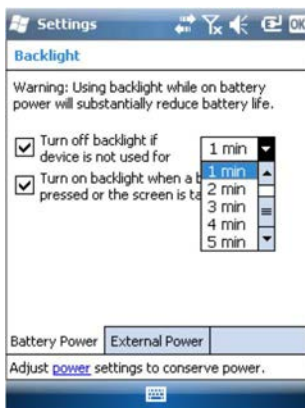 Settings
OK
Backlight
Warning: Using backlight while on battery
power will substantially reduce battery life.
Turn off backlight if
device is not used for
1 min
Turn on backlight when a b
pressed or the screen is ta
1 min
2 min
3 min
4 min
5 min
Battery Power
External Power
Adjust power settings to conserve power.